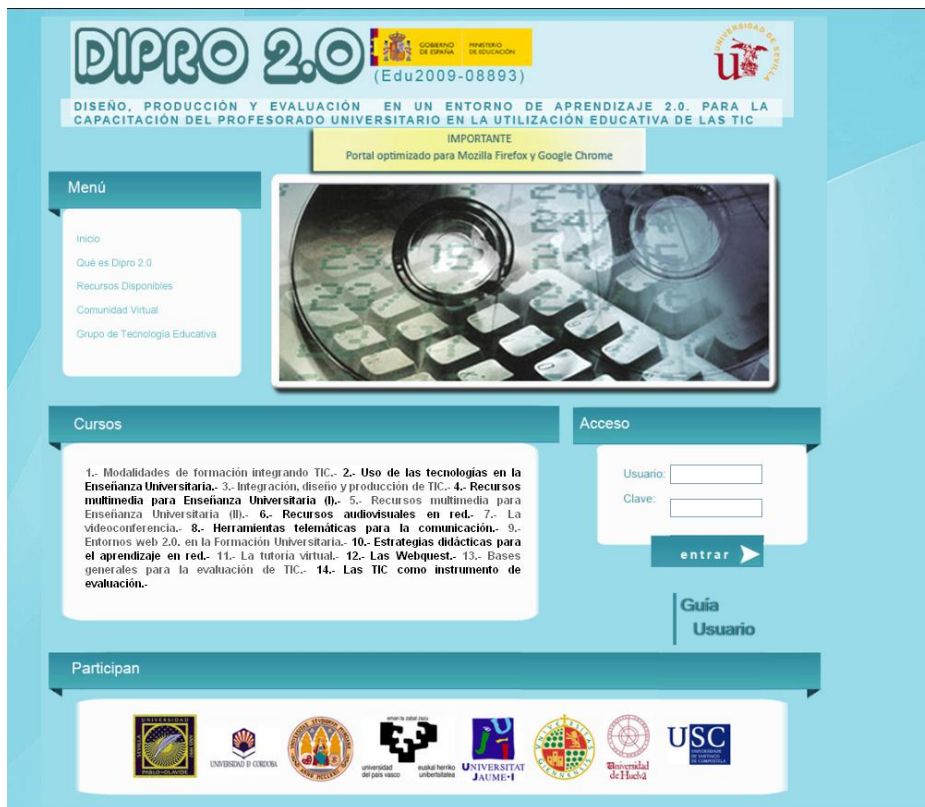 DIPRO 2.0
GOBIERNO DE ESPAÑA
MINISTERIO DE EDUCACIÓN
(Edu2009-08893)
UNIVERSIDAD DE SEVILLA
DISEÑO, PRODUCCIÓN Y EVALUACIÓN EN UN ENTORNO DE APRENDIZAJE 2.0. PARA LA
CAPACITACIÓN DEL PROFESORADO UNIVERSITARIO EN LA UTILIZACIÓN EDUCATIVA DE LAS TIC
IMPORTANTE
Portal optimizado para Mozilla Firefox y Google Chrome
Menú
Inicio
Qué es Dipro 2.0
Recursos Disponibles
Comunidad Virtual
Grupo de Tecnología Educativa
Cursos
1.- Modalidades de formación integrando TIC.- 2.- Uso de las tecnologías en la
Enseñanza Universitaria.- 3.- Integración, diseño y producción de TIC.- 4.- Recursos
multimedia para Enseñanza Universitaria (I).- 5.- Recursos multimedia para
Enseñanza Universitaria (II).- 6.- Recursos audiovisuales en red.- 7.- La
videoconferencia.- 8.- Herramientas telemáticas para la comunicación.- 9.-
Entornos web 2.0. en la Formación Universitaria.- 10.- Estrategias didácticas para
el aprendizaje en red.- 11.- La tutoría virtual.- 12.- Las Webquest.- 13.- Bases
generales para la evaluación de TIC.- 14.- Las TIC como instrumento de
evaluación.-
Acceso
Usuario:
Clave:
entrar
Guía
Usuario
Participan
UNIVERSIDAD
PABLO·OLAVIDE
SEVILLA
UNIVERSIDAD D CORDOBA
eman ta zabal zazu
universidad
del país vasco
euskal herriko
unibertsitatea
UNIVERSITAT
JAUME·I
Universidad
de Huelva
USC
UNIVERSIDADE
DE SANTIAGO
DE COMPOSTELA